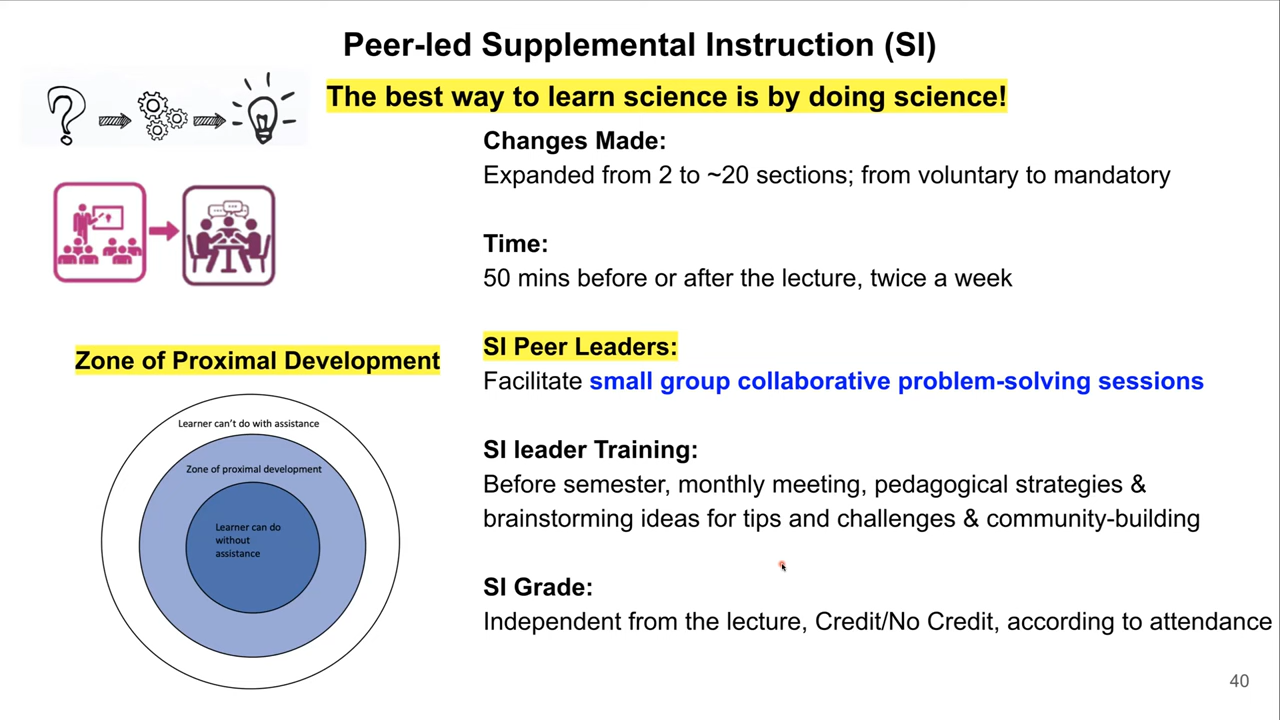 Peer-led Supplemental Instruction (SI)
The best way to learn science is by doing science!
Changes Made:
Expanded from 2 to ~20 sections; from voluntary to mandatory
Time:
50 mins before or after the lecture, twice a week
Zone of Proximal Development
Learner can't do with assistance
Zone of proximal development
Learner can do
without
assistance
SI Peer Leaders:
Facilitate small group collaborative problem-solving sessions
SI leader Training:
Before semester, monthly meeting, pedagogical strategies &
brainstorming ideas for tips and challenges & community-building
SI Grade:
Independent from the lecture, Credit/No Credit, according to attendance
40